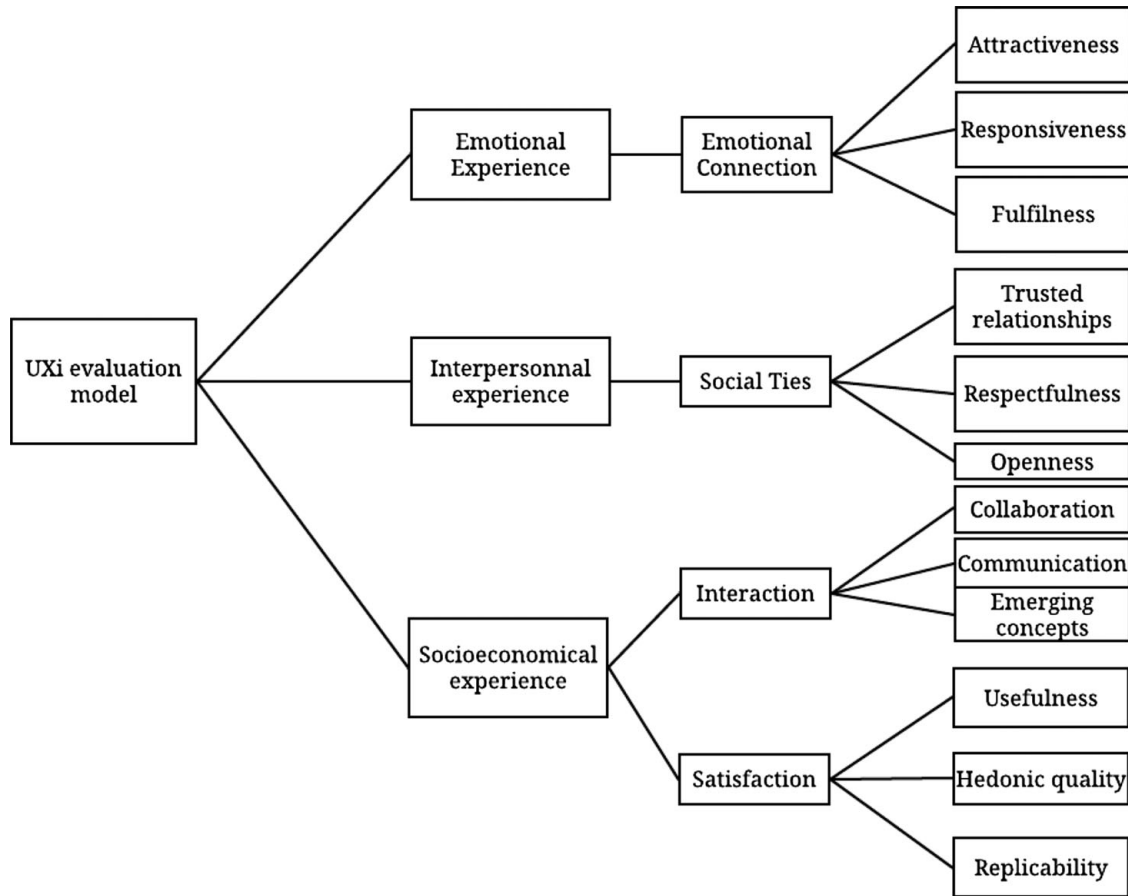 Attractiveness
Emotional
Experience
Emotional
Connection
Responsiveness
Fulfilness
UXi evaluation
model
Interpersonnal
experience
Social Ties
Trusted
relationships
Respectfulness
Openness
Collaboration
Interaction
Communication
Emerging
concepts
Socioeconomical
experience
Usefulness
Satisfaction
Hedonic quality
Replicability